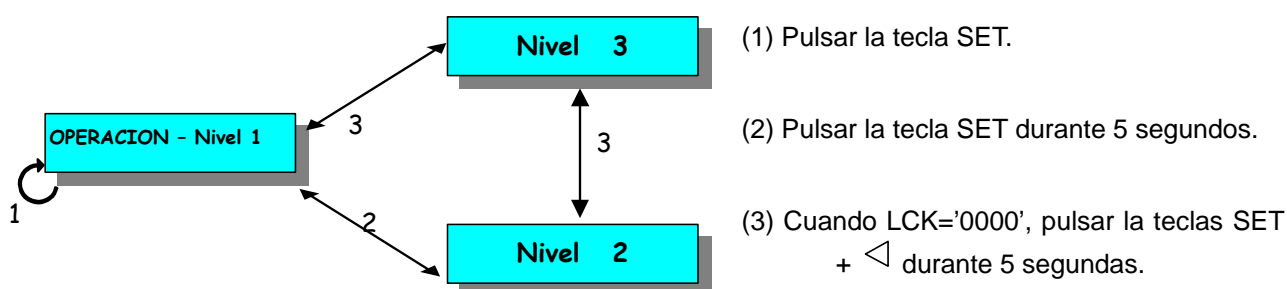 Nivel 3
(1) Pulsar la tecla SET.
OPERACION – Nivel 1
3
3
(2) Pulsar la tecla SET durante 5 segundos.
1
2
Nivel 2
(3) Cuando LCK='0000', pulsar la teclas SET
+ ◁ durante 5 segundas.